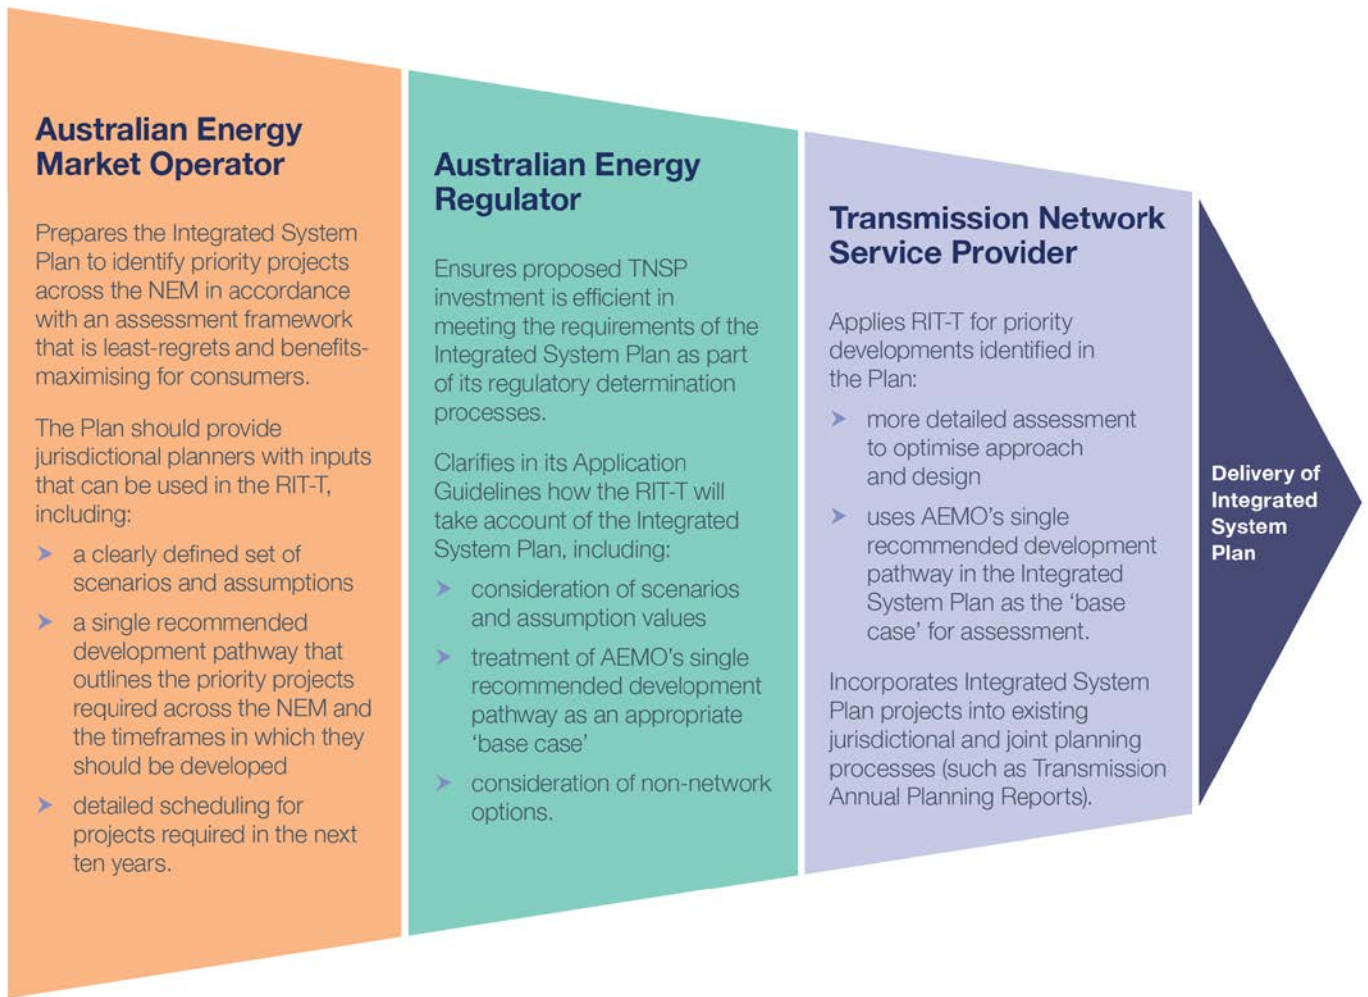 Australian Energy
Market Operator
Prepares the Integrated System
Plan to identify priority projects
across the NEM in accordance
with an assessment framework
that is least-regrets and benefits-
maximising for consumers.
The Plan should provide
jurisdictional planners with inputs
that can be used in the RIT-T,
including:
➤ a clearly defined set of
scenarios and assumptions
➤ a single recommended
development pathway that
outlines the priority projects
required across the NEM and
the timeframes in which they
should be developed
➤ detailed scheduling for
projects required in the next
ten years.
Australian Energy
Regulator
Ensures proposed TNSP
investment is efficient in
meeting the requirements of the
Integrated System Plan as part
of its regulatory determination
processes.
Clarifies in its Application
Guidelines how the RIT-T will
take account of the Integrated
System Plan, including:
➤ consideration of scenarios
and assumption values
➤ treatment of AEMO’s single
recommended development
pathway as an appropriate
‘base case’
➤ consideration of non-network
options.
Transmission Network
Service Provider
Applies RIT-T for priority
developments identified in
the Plan:
➤ more detailed assessment
to optimise approach
and design
➤ uses AEMO’s single
recommended development
pathway in the Integrated
System Plan as the ‘base
case’ for assessment.
Incorporates Integrated System
Plan projects into existing
jurisdictional and joint planning
processes (such as Transmission
Annual Planning Reports).
Delivery of
Integrated
System
Plan